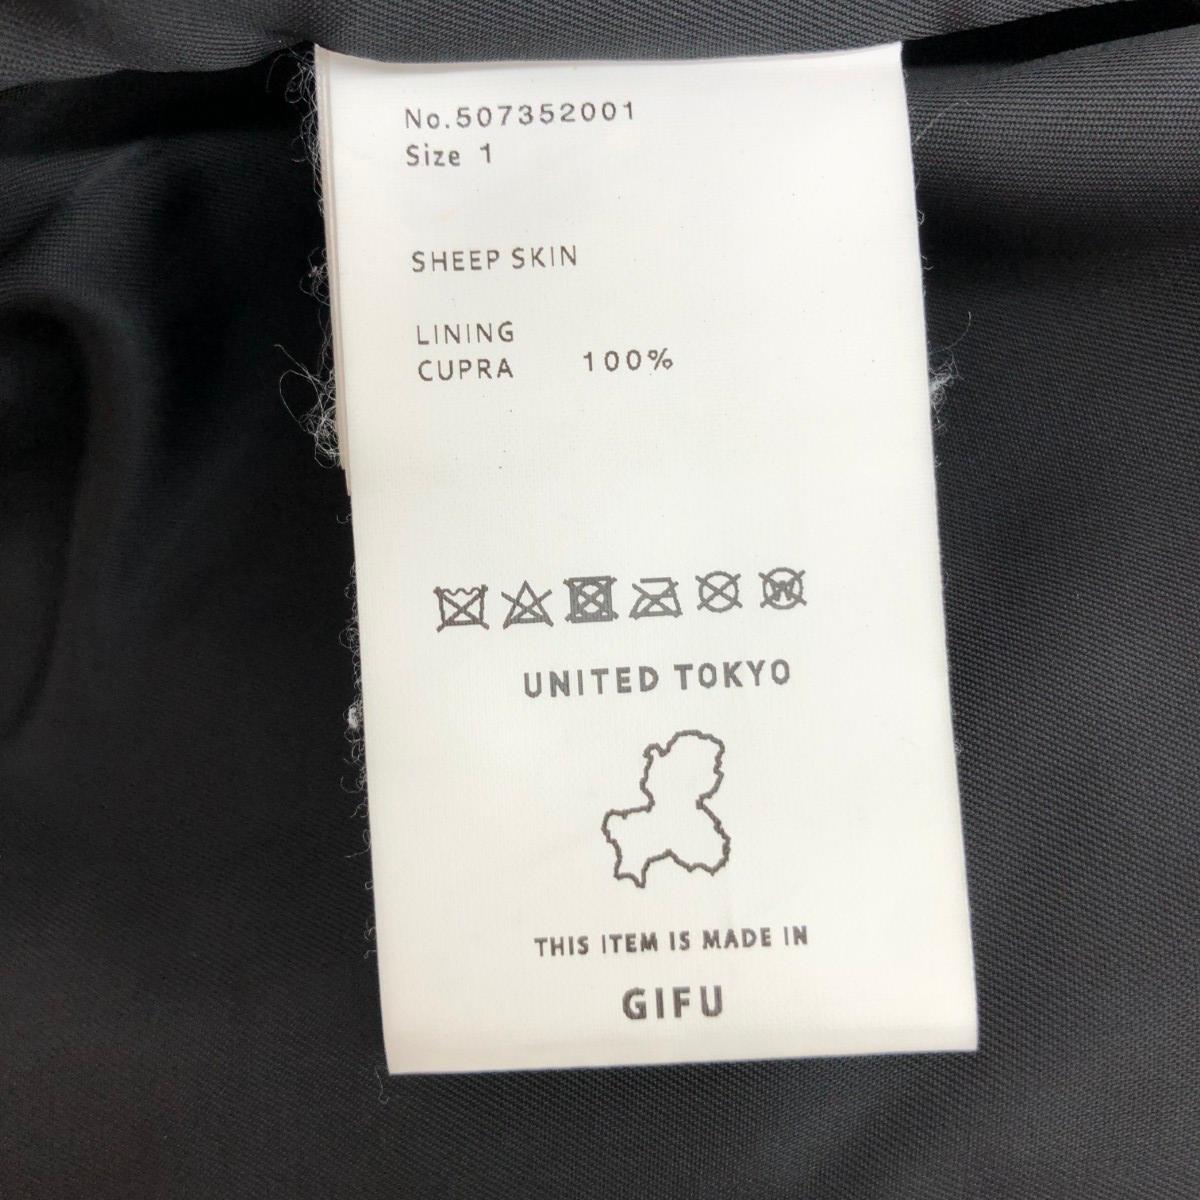 No.507352001
Size 1
SHEEP SKIN
LINING
CUPRA 100%
W
UNITED TOKYO
THIS ITEM IS MADE IN
GIFU